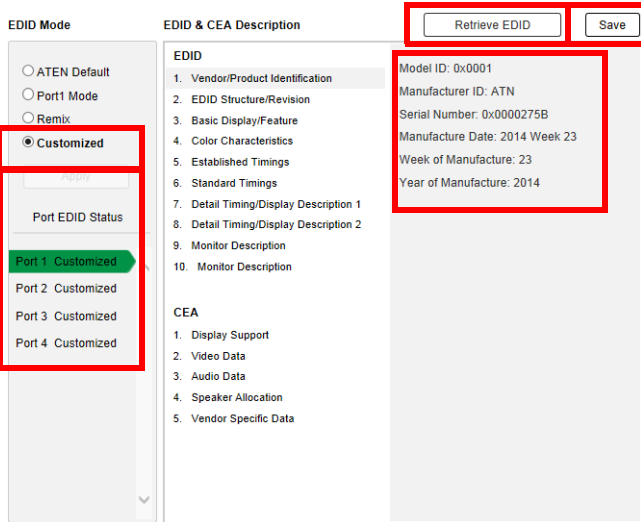 EDID Mode
EDID & CEA Description
Retrieve EDID
Save
ATEN Default
Port1 Mode
Remix
Customized
Apply
Port EDID Status
Port 1 Customized
Port 2 Customized
Port 3 Customized
Port 4 Customized
EDID
1. Vendor/Product Identification
2. EDID Structure/Revision
3. Basic Display/Feature
4. Color Characteristics
5. Established Timings
6. Standard Timings
7. Detail Timing/Display Description 1
8. Detail Timing/Display Description 2
9. Monitor Description
10. Monitor Description
CEA
1. Display Support
2. Video Data
3. Audio Data
4. Speaker Allocation
5. Vendor Specific Data
Model ID: 0x0001
Manufacturer ID: ATN
Serial Number: 0x0000275B
Manufacture Date: 2014 Week 23
Week of Manufacture: 23
Year of Manufacture: 2014